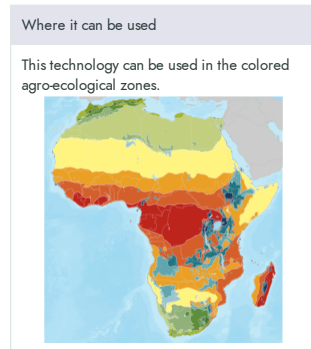 Where it can be used
This technology can be used in the colored
agro-ecological zones.